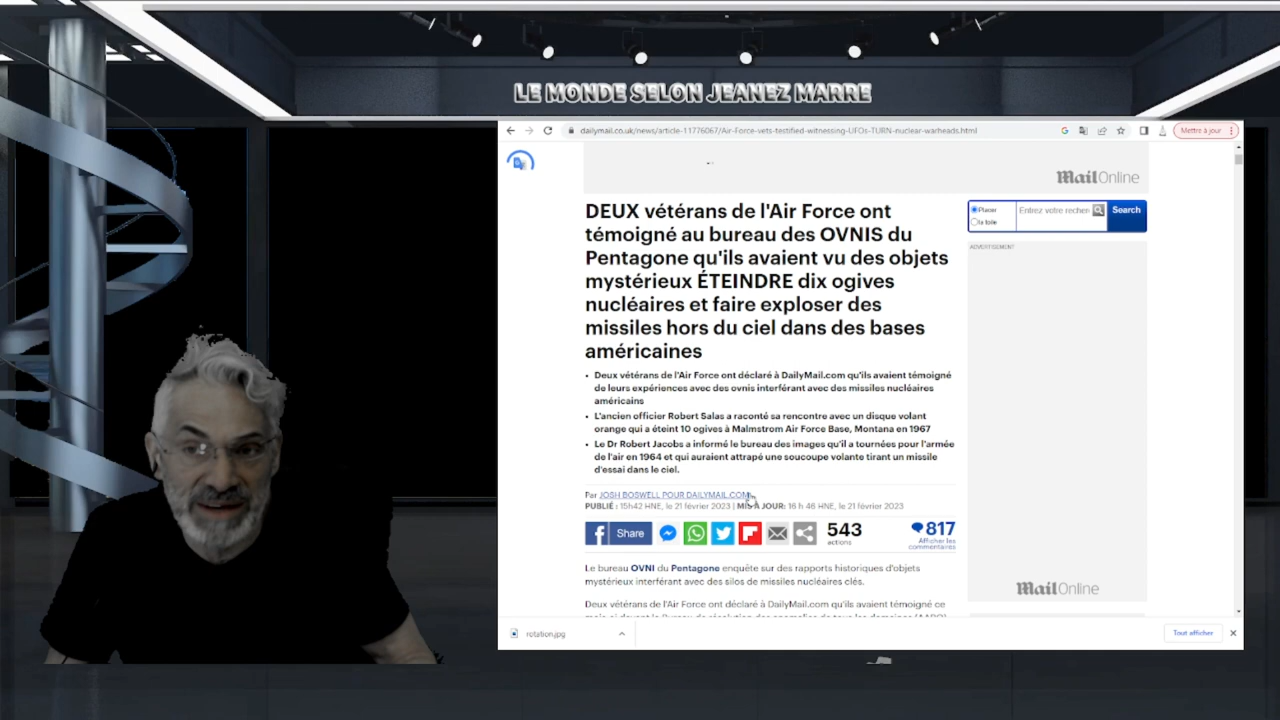 LE MONDE SELON JEANEZ MARRE
dailymail.co.uk/news/article-11776067/Air-Force-vets-testified-witnessing-UFOs-TURN-nuclear-warheads.html
Mettre à jour
MailOnline
DEUX vétérans de l'Air Force ont
témoigné au bureau des OVNIS du
Pentagone qu'ils avaient vu des objets
mystérieux ÉTEINDRE dix ogives
nucléaires et faire exploser des
missiles hors du ciel dans des bases
américaines
Placer
la toile
Entrez votre recher
Search
ADVERTISEMENT
• Deux vétérans de l'Air Force ont déclaré à DailyMail.com qu'ils avaient témoigné
de leurs expériences avec des ovnis interférant avec des missiles nucléaires
américains
• L'ancien officier Robert Salas a raconté sa rencontre avec un disque volant
orange qui a éteint 10 ogives à Malmstrom Air Force Base, Montana en 1967
• Le Dr Robert Jacobs a informé le bureau des images qu'il a tournées pour l'armée
de l'air en 1964 et qui auraient attrapé une soucoupe volante tirant un missile
d'essai dans le ciel.
Par JOSH BOSWELL POUR DAILYMAIL.COM
PUBLIÉ : 15h42 HNE, le 21 février 2023 | MIS À JOUR: 16 h 46 HNE, le 21 février 2023
Share
543
actions
817
Afficher les
commentaires
Le bureau OVNI du Pentagone enquête sur des rapports historiques d'objets
mystérieux interférant avec des silos de missiles nucléaires clés.
Deux vétérans de l'Air Force ont déclaré à DailyMail.com qu'ils avaient témoigné ce
MailOnline
rotation.jpg
Tout afficher